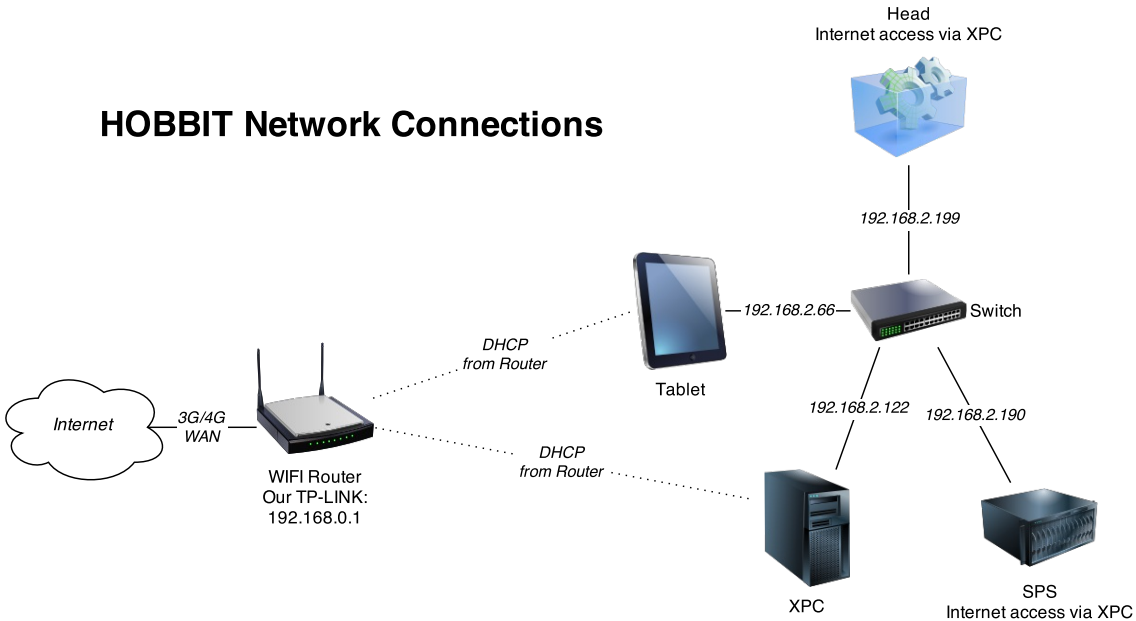 Head
Internet access via XPC
HOBBIT Network Connections
192.168.2.199
192.168.2.66
Switch
DHCP
from Router
Tablet
Internet
3G/4G
WAN
192.168.2.122
192.168.2.190
DHCP
from Router
WIFI Router
Our TP-LINK:
192.168.0.1
XPC
SPS
Internet access via XPC